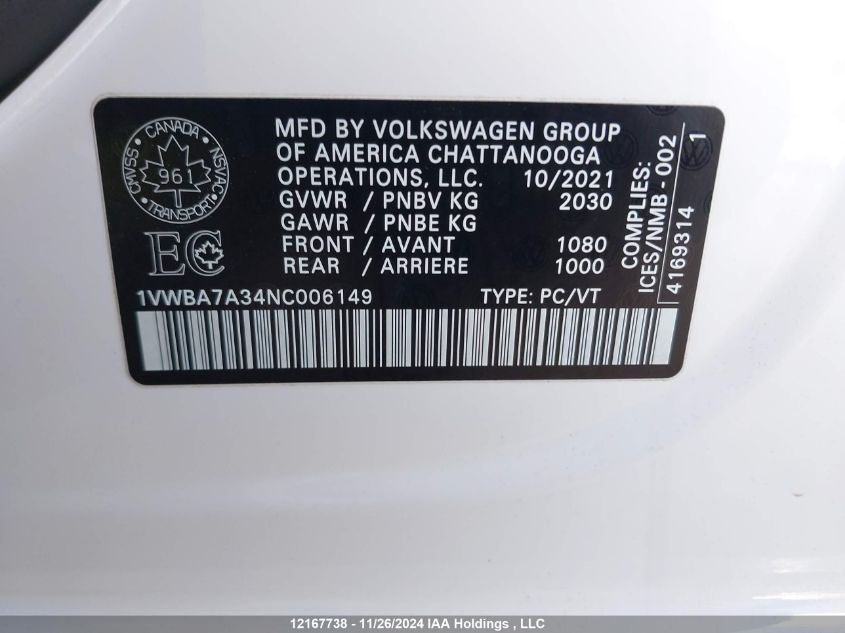 CANADA
CMVSS
NSVAC
961
TRANSPORT
EC
MFD BY VOLKSWAGEN GROUP
OF AMERICA CHATTANOOGA
OPERATIONS, LLC. 10/2021
GVWR / PNBV KG 2030
GAWR / PNBE KG
FRONT / AVANT 1080
REAR / ARRIERE 1000
1VWBA7A34NC006149 TYPE: PC/VT
COMPLIES:
ICES/NMB - 002
4169314 1
12167738 - 11/26/2024 IAA Holdings , LLC